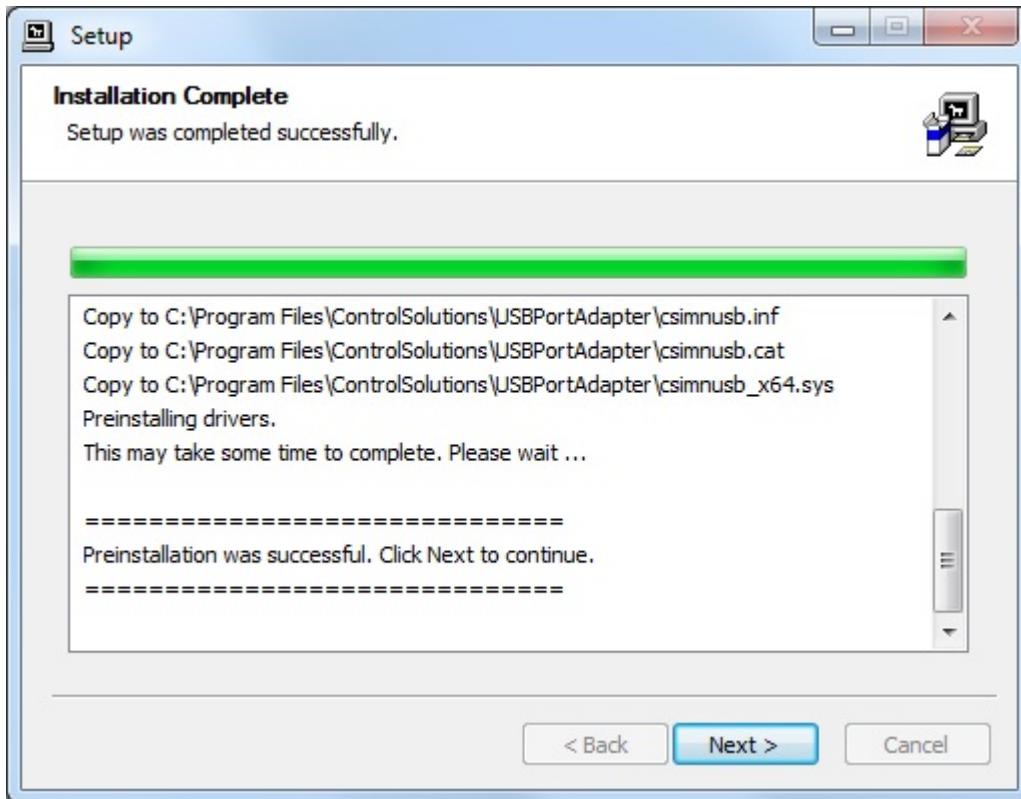 Setup
Installation Complete
Setup was completed successfully.
Copy to C:\Program Files\ControlSolutions\USBPortAdapter\csimnusb.inf
Copy to C:\Program Files\ControlSolutions\USBPortAdapter\csimnusb.cat
Copy to C:\Program Files\ControlSolutions\USBPortAdapter\csimnusb_x64.sys
Preinstalling drivers.
This may take some time to complete. Please wait ...
==============================
Preinstallation was successful. Click Next to continue.
==============================
< Back Next > Cancel